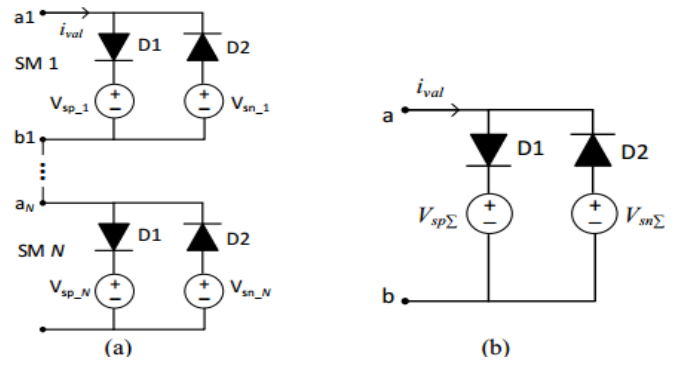 a1
i_val
D1
D2
SM 1
V_sp_1
V_sn_1
b1
a_N
D1
D2
SM N
V_sp_N
V_sn_N
(a)
i_val
a
D1
D2
V_spΣ
V_snΣ
b
(b)